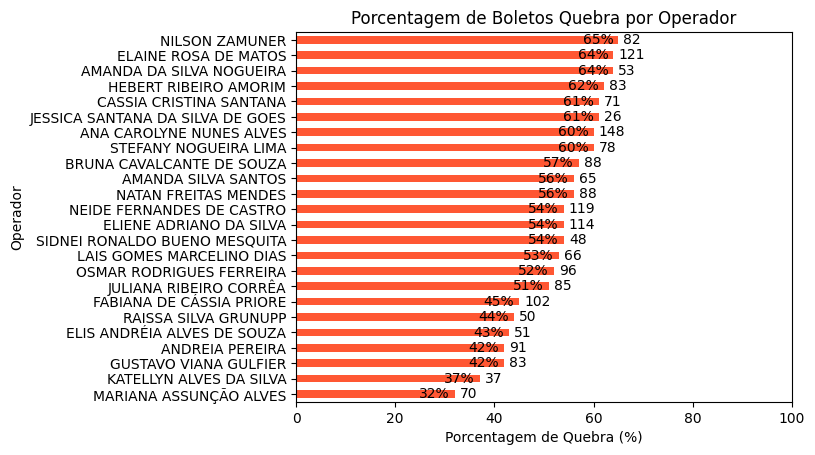 Porcentagem de Boletos Quebra por Operador
NILSON ZAMUNER 65% 82
ELAINE ROSA DE MATOS 64% 121
AMANDA DA SILVA NOGUEIRA 64% 53
HEBERT RIBEIRO AMORIM 62% 83
CASSIA CRISTINA SANTANA 61% 71
JESSICA SANTANA DA SILVA DE GOES 61% 26
ANA CAROLYNE NUNES ALVES 60% 148
STEFANY NOGUEIRA LIMA 60% 78
BRUNA CAVALCANTE DE SOUZA 57% 88
AMANDA SILVA SANTOS 56% 65
NATAN FREITAS MENDES 56% 88
NEIDE FERNANDES DE CASTRO 54% 119
ELIENE ADRIANO DA SILVA 54% 114
SIDNEI RONALDO BUENO MESQUITA 54% 48
LAIS GOMES MARCELINO DIAS 53% 66
OSMAR RODRIGUES FERREIRA 52% 96
JULIANA RIBEIRO CORRÊA 51% 85
FABIANA DE CÁSSIA PRIORE 45% 102
RAISSA SILVA GRUNUPP 44% 50
ELIS ANDRÉIA ALVES DE SOUZA 43% 51
ANDREIA PEREIRA 42% 91
GUSTAVO VIANA GULFIER 42% 83
KATELLYN ALVES DA SILVA 37% 37
MARIANA ASSUNÇÃO ALVES 32% 70
Operador
0 20 40 60 80 100
Porcentagem de Quebra (%)